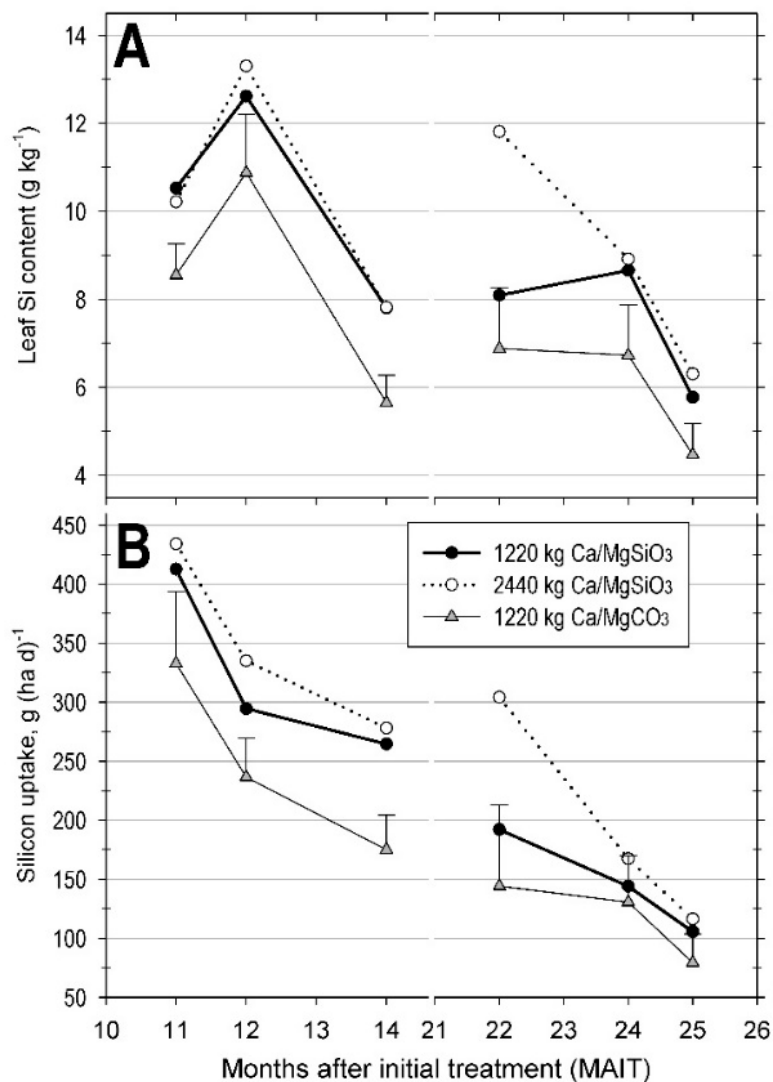 A
14
12
10
8
6
4
Leaf Si content (g kg⁻¹)
B
450
400
350
300
250
200
150
100
50
Silicon uptake, g (ha d)⁻¹
1220 kg Ca/MgSiO₃
2440 kg Ca/MgSiO₃
1220 kg Ca/MgCO₃
10 11 12 13 14 21 22 23 24 25 26
Months after initial treatment (MAIT)